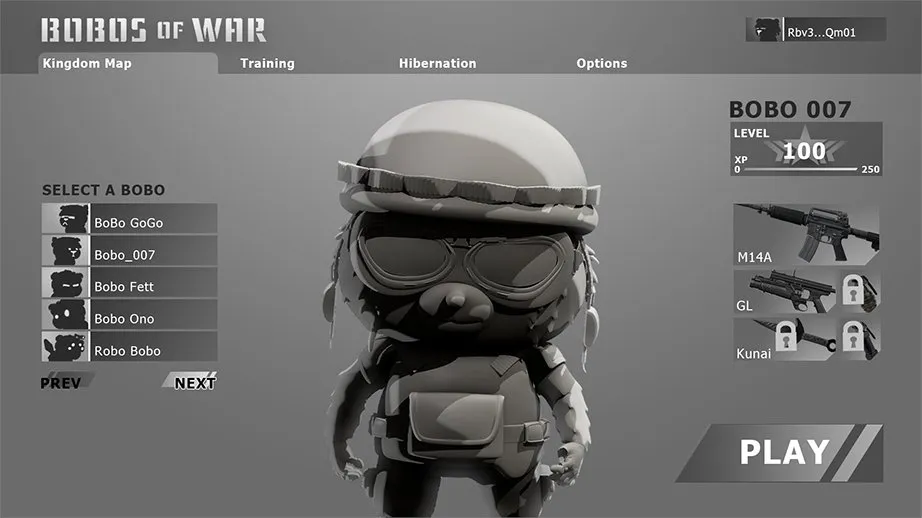 BOBOS OF WAR
Rbv3...Qm01
Kingdom Map
Training
Hibernation
Options
BOBO 007
LEVEL
100
XP
0
250
SELECT A BOBO
BoBo GoGo
Bobo_007
Bobo Fett
Bobo Ono
Robo Bobo
PREV
NEXT
M14A
GL
Kunai
PLAY